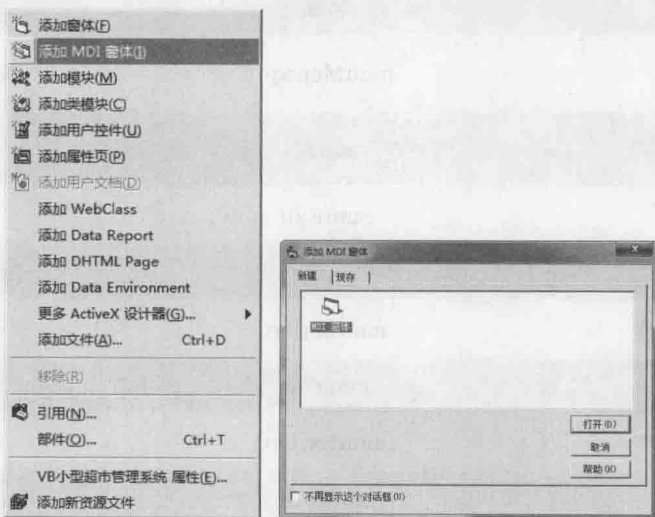 添加窗体(F)
添加 MDI 窗体(I)
添加模块(M)
添加类模块(C)
添加用户控件(U)
添加属性页(P)
添加用户文档(D)
添加 WebClass
添加 Data Report
添加 DHTML Page
添加 Data Environment
更多 ActiveX 设计器(G)...
添加文件(A)... Ctrl+D
移除(R)
引用(N)...
部件(O)... Ctrl+T
VB小型超市管理系统 属性(E)...
添加新资源文件
添加 MDI 窗体
新建 现存
MDI 窗体
打开(O)
取消
帮助(H)
不再显示这个对话框(D)